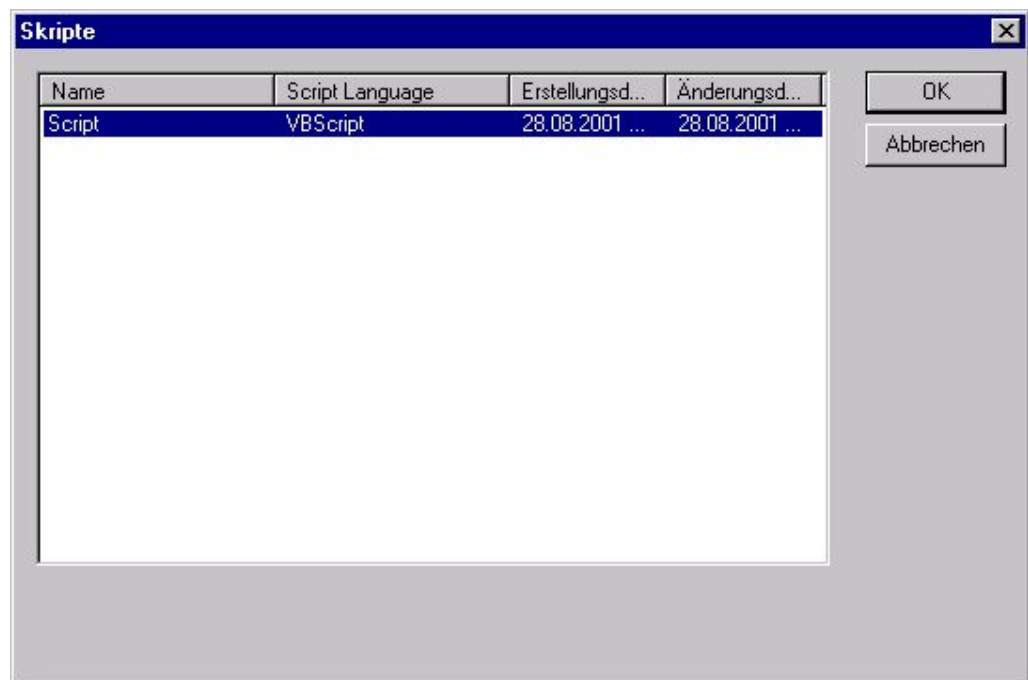 Skripte
Name Script Language Erstellungsd... Änderungsd...
Script VBScript 28.08.2001 ... 28.08.2001 ...
OK
Abbrechen